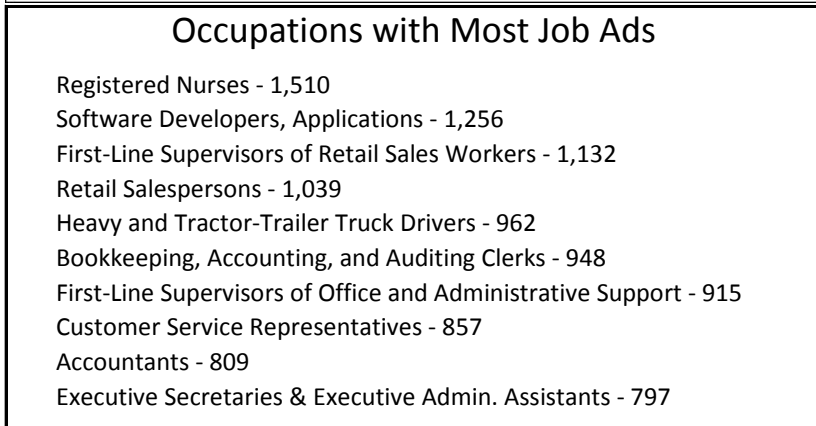 Occupations with Most Job Ads
Registered Nurses - 1,510
Software Developers, Applications - 1,256
First-Line Supervisors of Retail Sales Workers - 1,132
Retail Salespersons - 1,039
Heavy and Tractor-Trailer Truck Drivers - 962
Bookkeeping, Accounting, and Auditing Clerks - 948
First-Line Supervisors of Office and Administrative Support - 915
Customer Service Representatives - 857
Accountants - 809
Executive Secretaries & Executive Admin. Assistants - 797